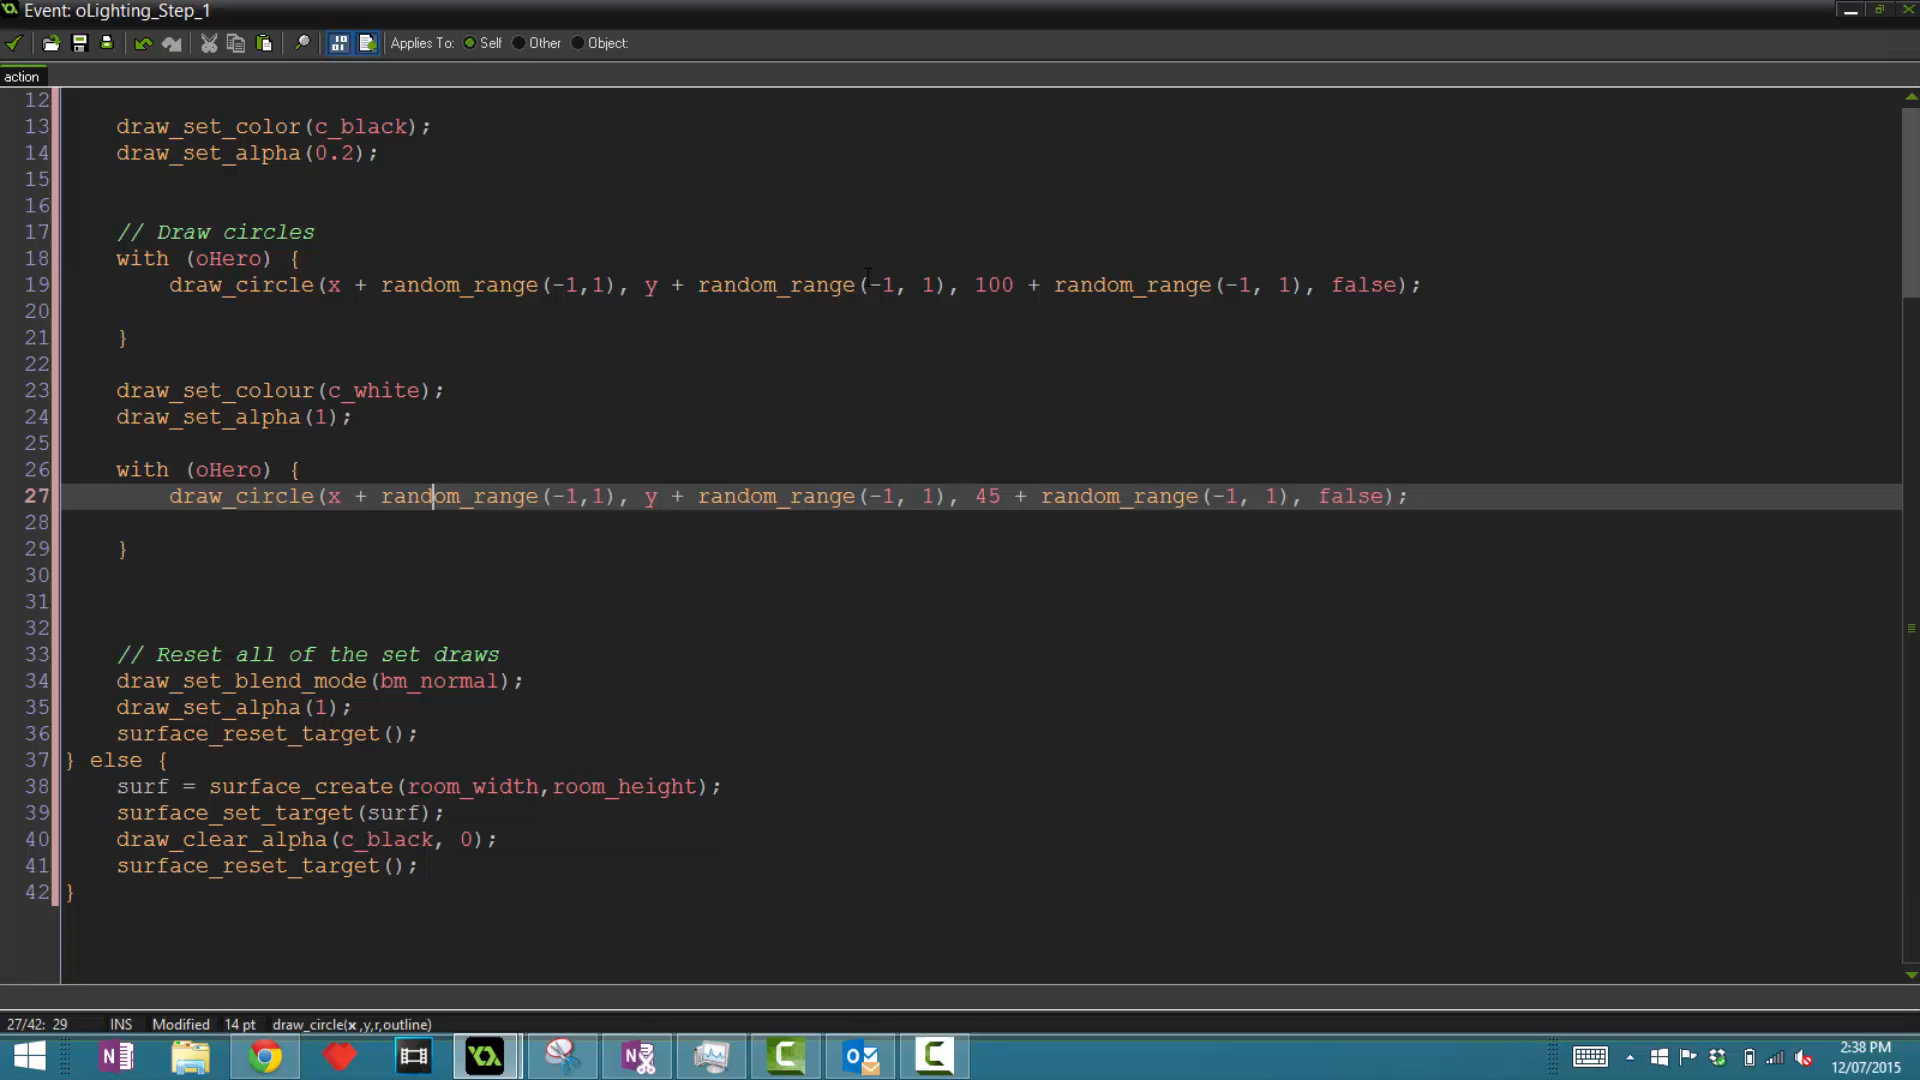 Event: oLighting_Step_1
Applies To: Self Other Object:
action
12
13 draw_set_color(c_black);
14 draw_set_alpha(0.2);
15
16
17 // Draw circles
18 with (oHero) {
19 draw_circle(x + random_range(-1,1), y + random_range(-1, 1), 100 + random_range(-1, 1), false);
20
21 }
22
23 draw_set_colour(c_white);
24 draw_set_alpha(1);
25
26 with (oHero) {
27 draw_circle(x + random_range(-1,1), y + random_range(-1, 1), 45 + random_range(-1, 1), false);
28
29 }
30
31
32
33 // Reset all of the set draws
34 draw_set_blend_mode(bm_normal);
35 draw_set_alpha(1);
36 surface_reset_target();
37 } else {
38 surf = surface_create(room_width,room_height);
39 surface_set_target(surf);
40 draw_clear_alpha(c_black, 0);
41 surface_reset_target();
42 }
27/42: 29 INS Modified 14 pt draw_circle(x,y,r,outline)
2:38 PM
12/07/2015